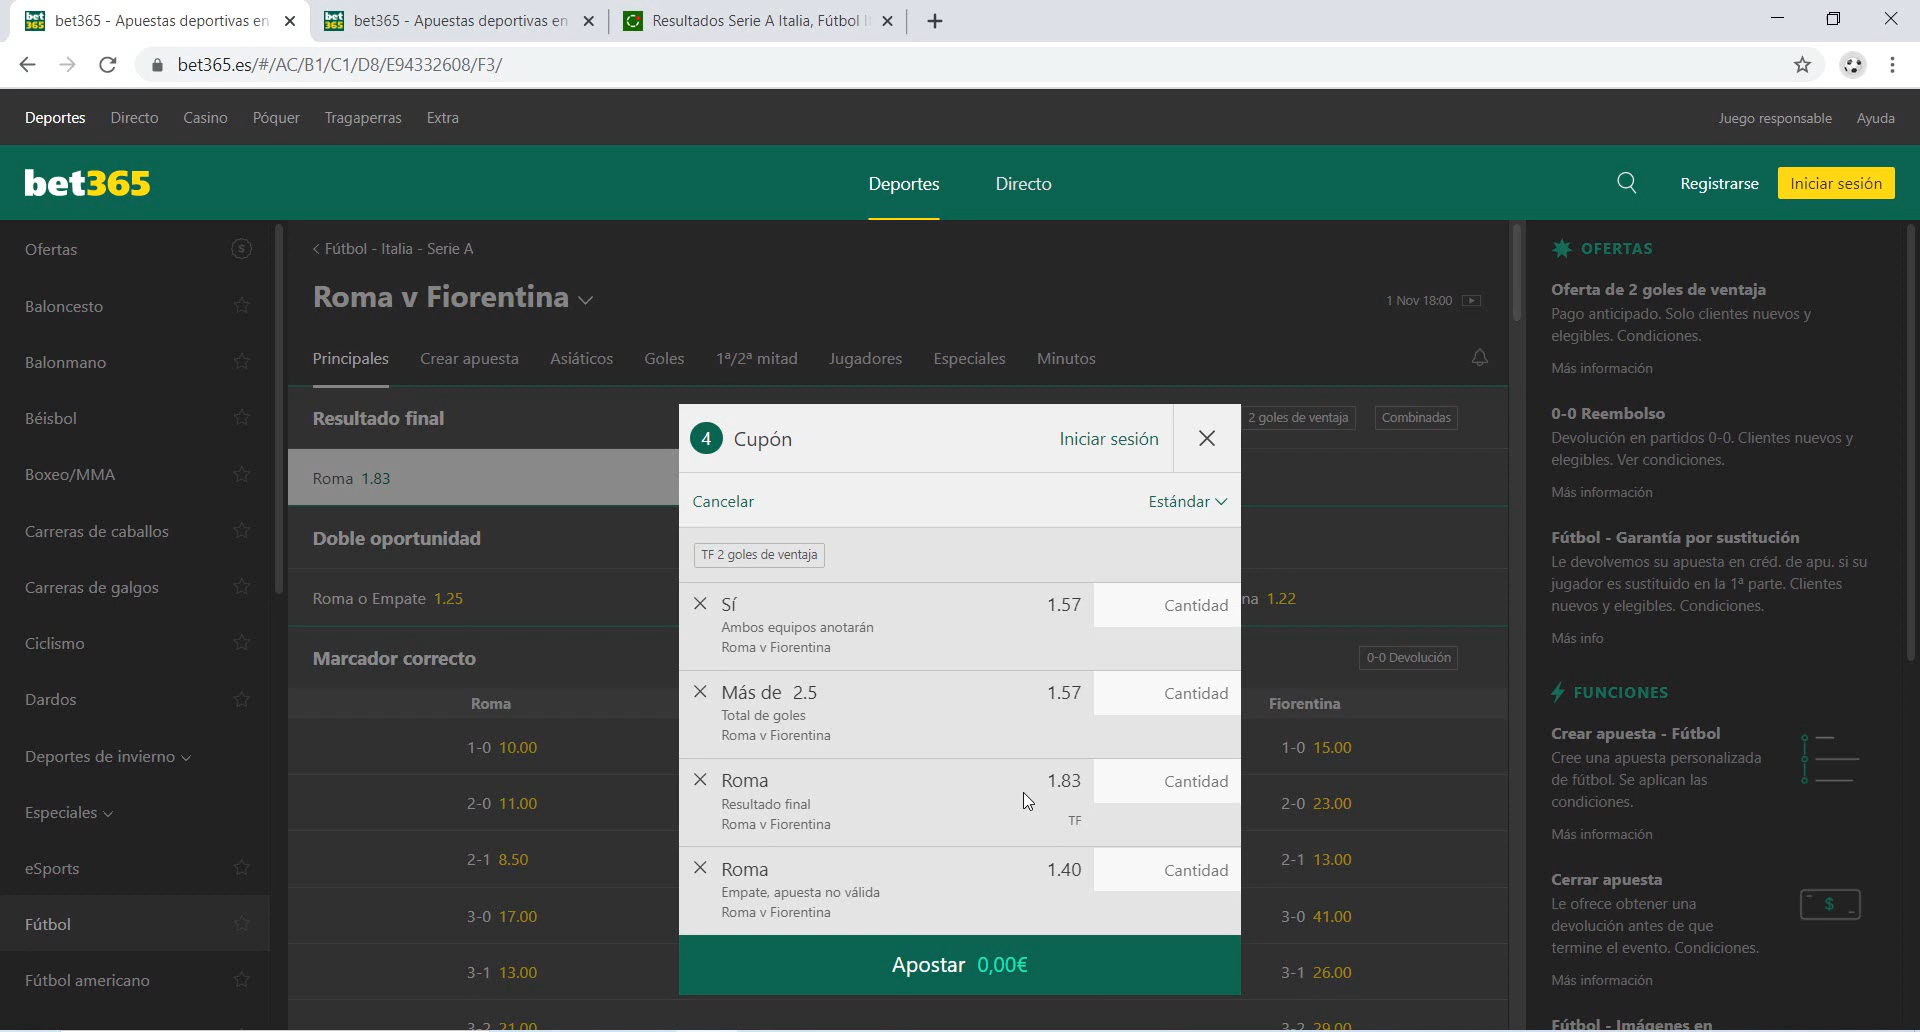 bet365 - Apuestas deportivas en
bet365 - Apuestas deportivas en
Resultados Serie A Italia, Fútbol
bet365.es/#/AC/B1/C1/D8/E94332608/F3/
Deportes Directo Casino Póquer Tragaperras Extra
Juego responsable Ayuda
bet365
Deportes Directo
Registrarse Iniciar sesión
Ofertas
Baloncesto
Balonmano
Béisbol
Boxeo/MMA
Carreras de caballos
Carreras de galgos
Ciclismo
Dardos
Deportes de invierno
Especiales
eSports
Fútbol
Fútbol americano
< Fútbol - Italia - Serie A
Roma v Fiorentina
1 Nov 18:00
Principales Crear apuesta Asiáticos Goles 1ª/2ª mitad Jugadores Especiales Minutos
Resultado final
2 goles de ventaja Combinadas
Roma 1.83
Doble oportunidad
Roma o Empate 1.25
na 1.22
Marcador correcto
0-0 Devolución
Roma
Fiorentina
1-0 10.00
1-0 15.00
2-0 11.00
2-0 23.00
2-1 8.50
2-1 13.00
3-0 17.00
3-0 41.00
3-1 13.00
3-1 26.00
3-2 21.00
3-2 29.00
4 Cupón
Iniciar sesión
Cancelar
Estándar
TF 2 goles de ventaja
Sí 1.57 Cantidad
Ambos equipos anotarán
Roma v Fiorentina
Más de 2.5 1.57 Cantidad
Total de goles
Roma v Fiorentina
Roma 1.83 Cantidad
Resultado final
Roma v Fiorentina
TF
Roma 1.40 Cantidad
Empate, apuesta no válida
Roma v Fiorentina
Apostar 0,00€
OFERTAS
Oferta de 2 goles de ventaja
Pago anticipado. Solo clientes nuevos y
elegibles. Condiciones.
Más información
0-0 Reembolso
Devolución en partidos 0-0. Clientes nuevos y
elegibles. Ver condiciones.
Más información
Fútbol - Garantía por sustitución
Le devolvemos su apuesta en créd. de apu. si su
jugador es sustituido en la 1ª parte. Clientes
nuevos y elegibles. Condiciones.
Más info
FUNCIONES
Crear apuesta - Fútbol
Cree una apuesta personalizada
de fútbol. Se aplican las
condiciones.
Más información
Cerrar apuesta
Le ofrece obtener una
devolución antes de que
termine el evento. Condiciones.
Más información
Fútbol - Imágenes en